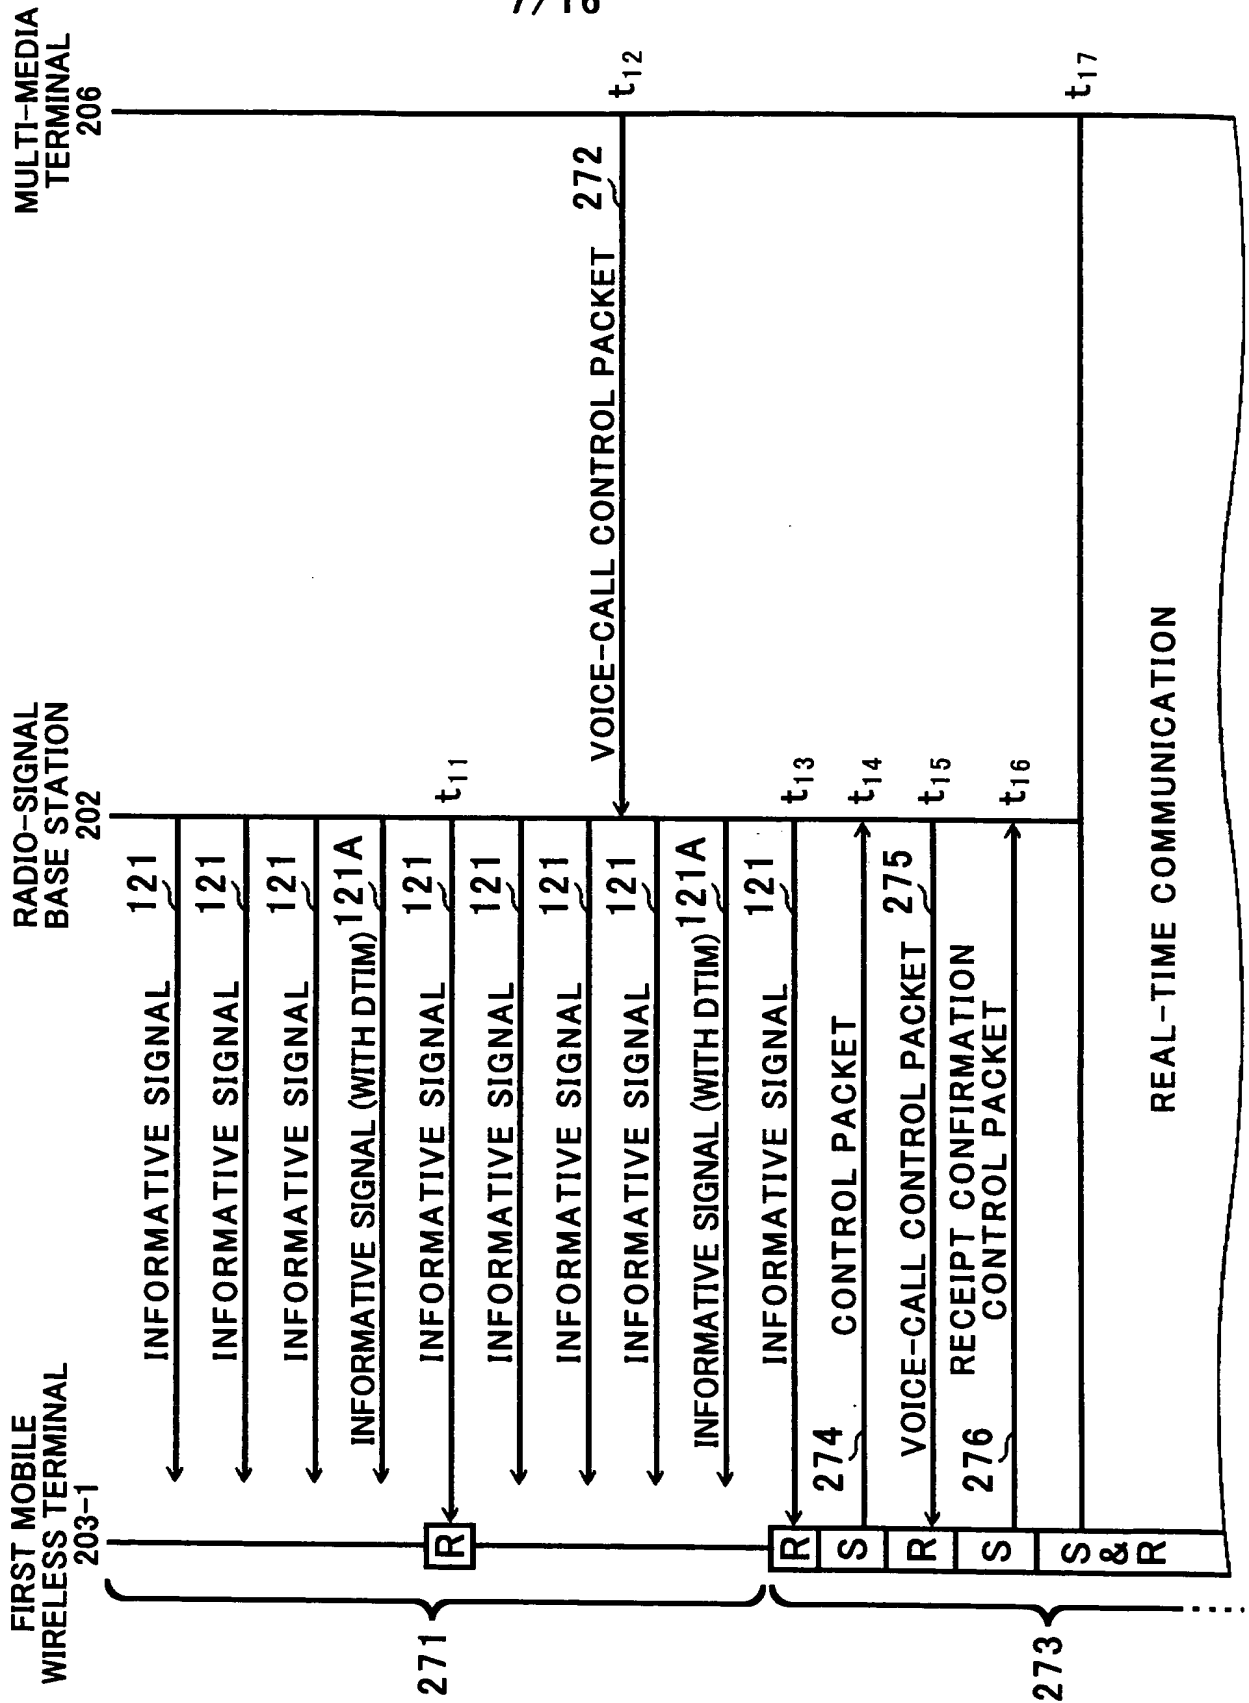 7/16
FIRST MOBILE
WIRELESS TERMINAL
203-1
RADIO-SIGNAL
BASE STATION
202
MULTI-MEDIA
TERMINAL
206
INFORMATIVE SIGNAL 121
INFORMATIVE SIGNAL 121
INFORMATIVE SIGNAL 121
INFORMATIVE SIGNAL (WITH DTIM) 121A
R INFORMATIVE SIGNAL 121 t11
INFORMATIVE SIGNAL 121
INFORMATIVE SIGNAL 121
VOICE-CALL CONTROL PACKET 272 t12
INFORMATIVE SIGNAL 121
INFORMATIVE SIGNAL (WITH DTIM) 121A
271
R INFORMATIVE SIGNAL 121 t13
S 274 CONTROL PACKET t14
R VOICE-CALL CONTROL PACKET 275 t15
S 276 RECEIPT CONFIRMATION
CONTROL PACKET t16
S & R t17
273
REAL-TIME COMMUNICATION